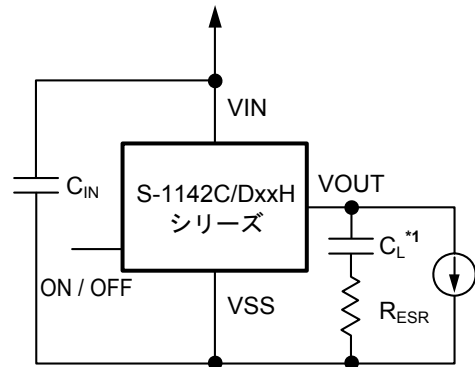 VIN
C_IN
S-1142C/DxxH
シリーズ
VOUT
C_L*1
ON / OFF
VSS
R_ESR